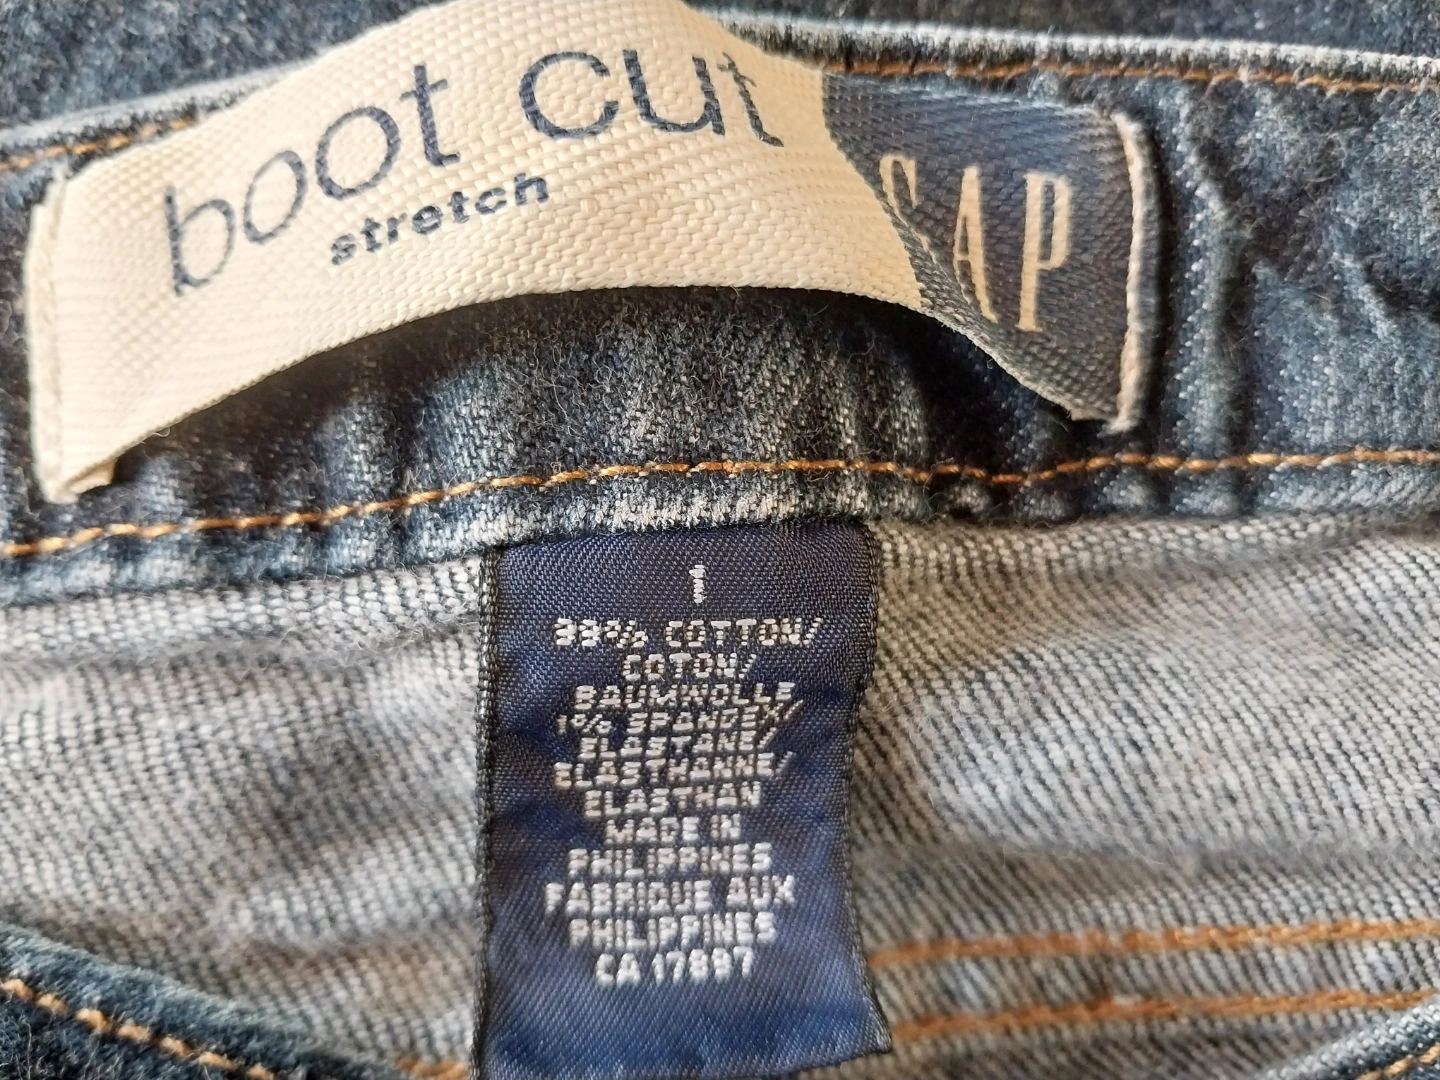 boot cut
stretch
GAP
1
99% COTTON/
COTON/
BAUMWOLLE
1% SPANDEX/
ELASTANE/
ELASTHANNE/
ELASTHAN
MADE IN
PHILIPPINES
FABRIQUE AUX
PHILIPPINES
CA 17897